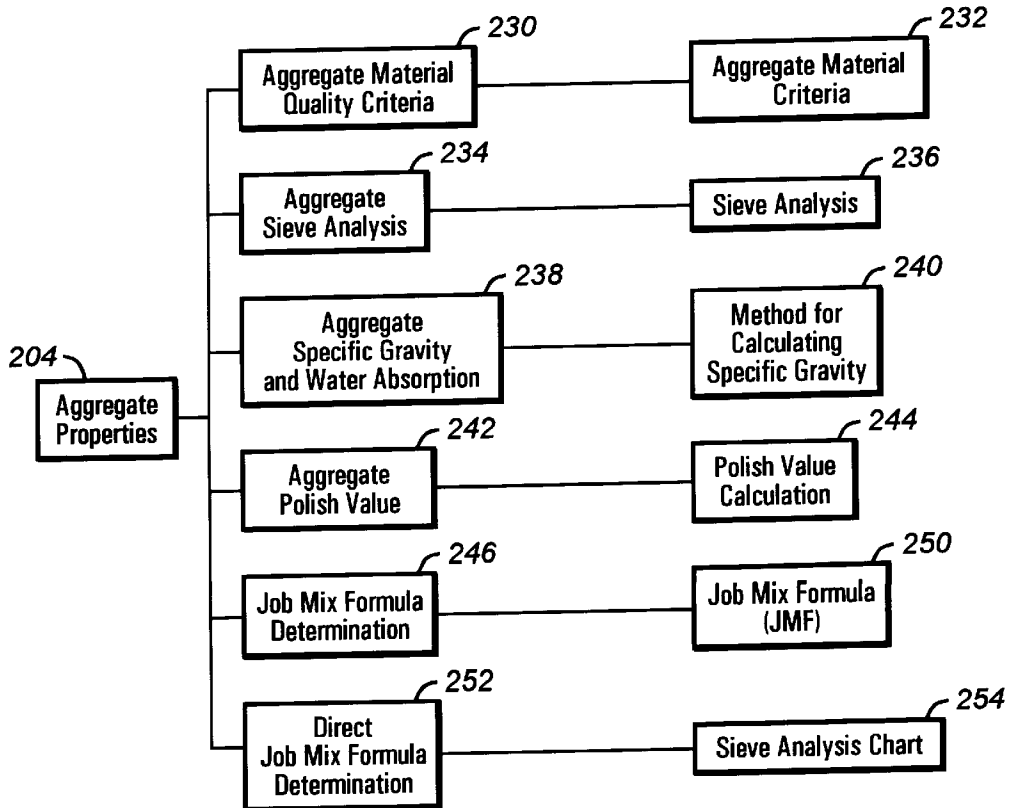 230
Aggregate Material
Quality Criteria
232
Aggregate Material
Criteria
234
Aggregate
Sieve Analysis
236
Sieve Analysis
238
Aggregate
Specific Gravity
and Water Absorption
240
Method for
Calculating
Specific Gravity
204
Aggregate
Properties
242
Aggregate
Polish Value
244
Polish Value
Calculation
246
Job Mix Formula
Determination
250
Job Mix Formula
(JMF)
252
Direct
Job Mix Formula
Determination
254
Sieve Analysis Chart